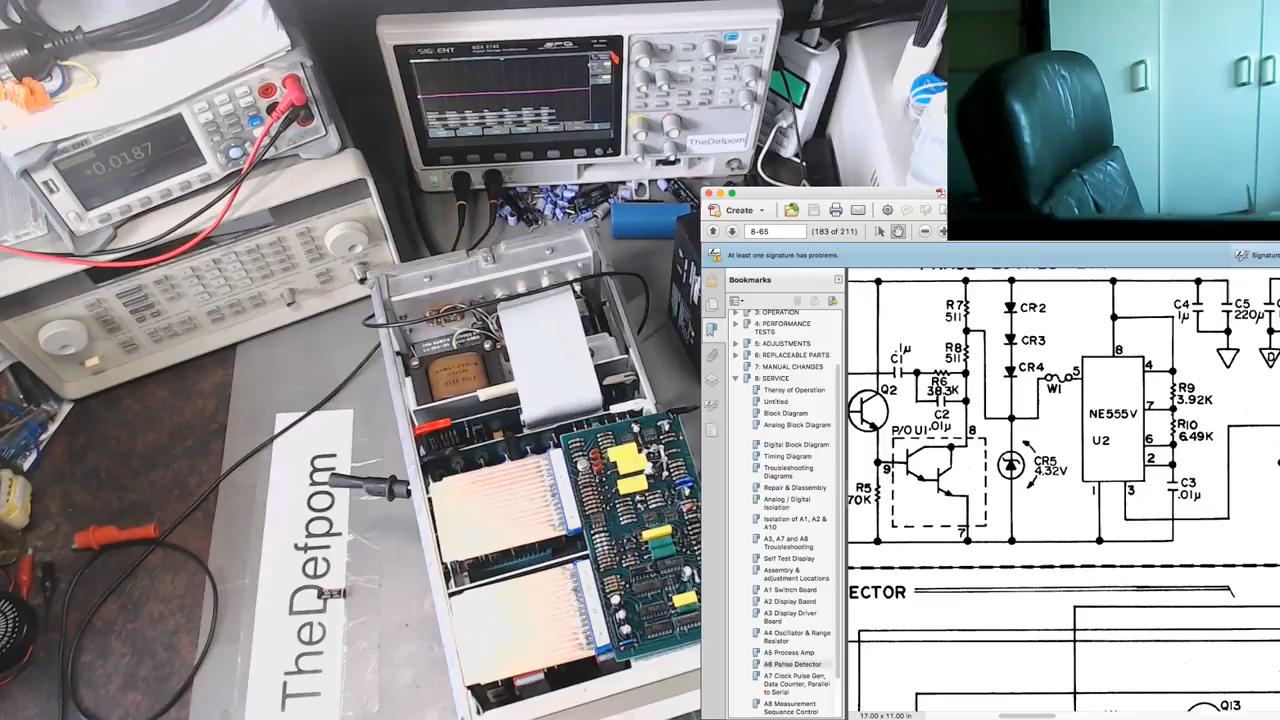 SIGLENT
SPO
TheDefpom
+0.0187
TheDefpom
Create
8-65
(183 of 211)
At least one signature has problems.
Signature
Bookmarks
3: OPERATION
4: PERFORMANCE
TESTS
5: ADJUSTMENTS
6: REPLACEABLE PARTS
7: MANUAL CHANGES
8: SERVICE
Theroy of Operation
Untitled
Block Diagram
Analog Block Diagram
Digital Block Diagram
Timing Diagram
Troubleshooting
Diagrams
Repair & Diassembly
Analog / Digital
Isolation
Isolation of A1, A2 &
A10
A3, A7 and A8
Troubleshooting
Self Test Display
Assembly &
adjustment Locations
A1 Switch Board
A2 Display Baord
A3 Display Driver
Board
A4 Oscillator & Range
Resistor
A5 Process Amp
A6 Pahse Detector
A7 Clock Pulse Gen,
Data Counter, Parallel
to Serial
A8 Measurement
Sequence Control
R7
511
CR2
C4
1µ
C5
220µ
R8
511
CR3
C1
.1µ
CR4
8
R6
38.3K
W1
5
4
R9
3.92K
Q2
C2
.01µ
NE555V
7
P/O U1
8
U2
R10
6.49K
6
9
CR5
4.32V
2
R5
70K
C3
.01µ
1
3
7
ECTOR
Q13
17.00 x 11.00 in